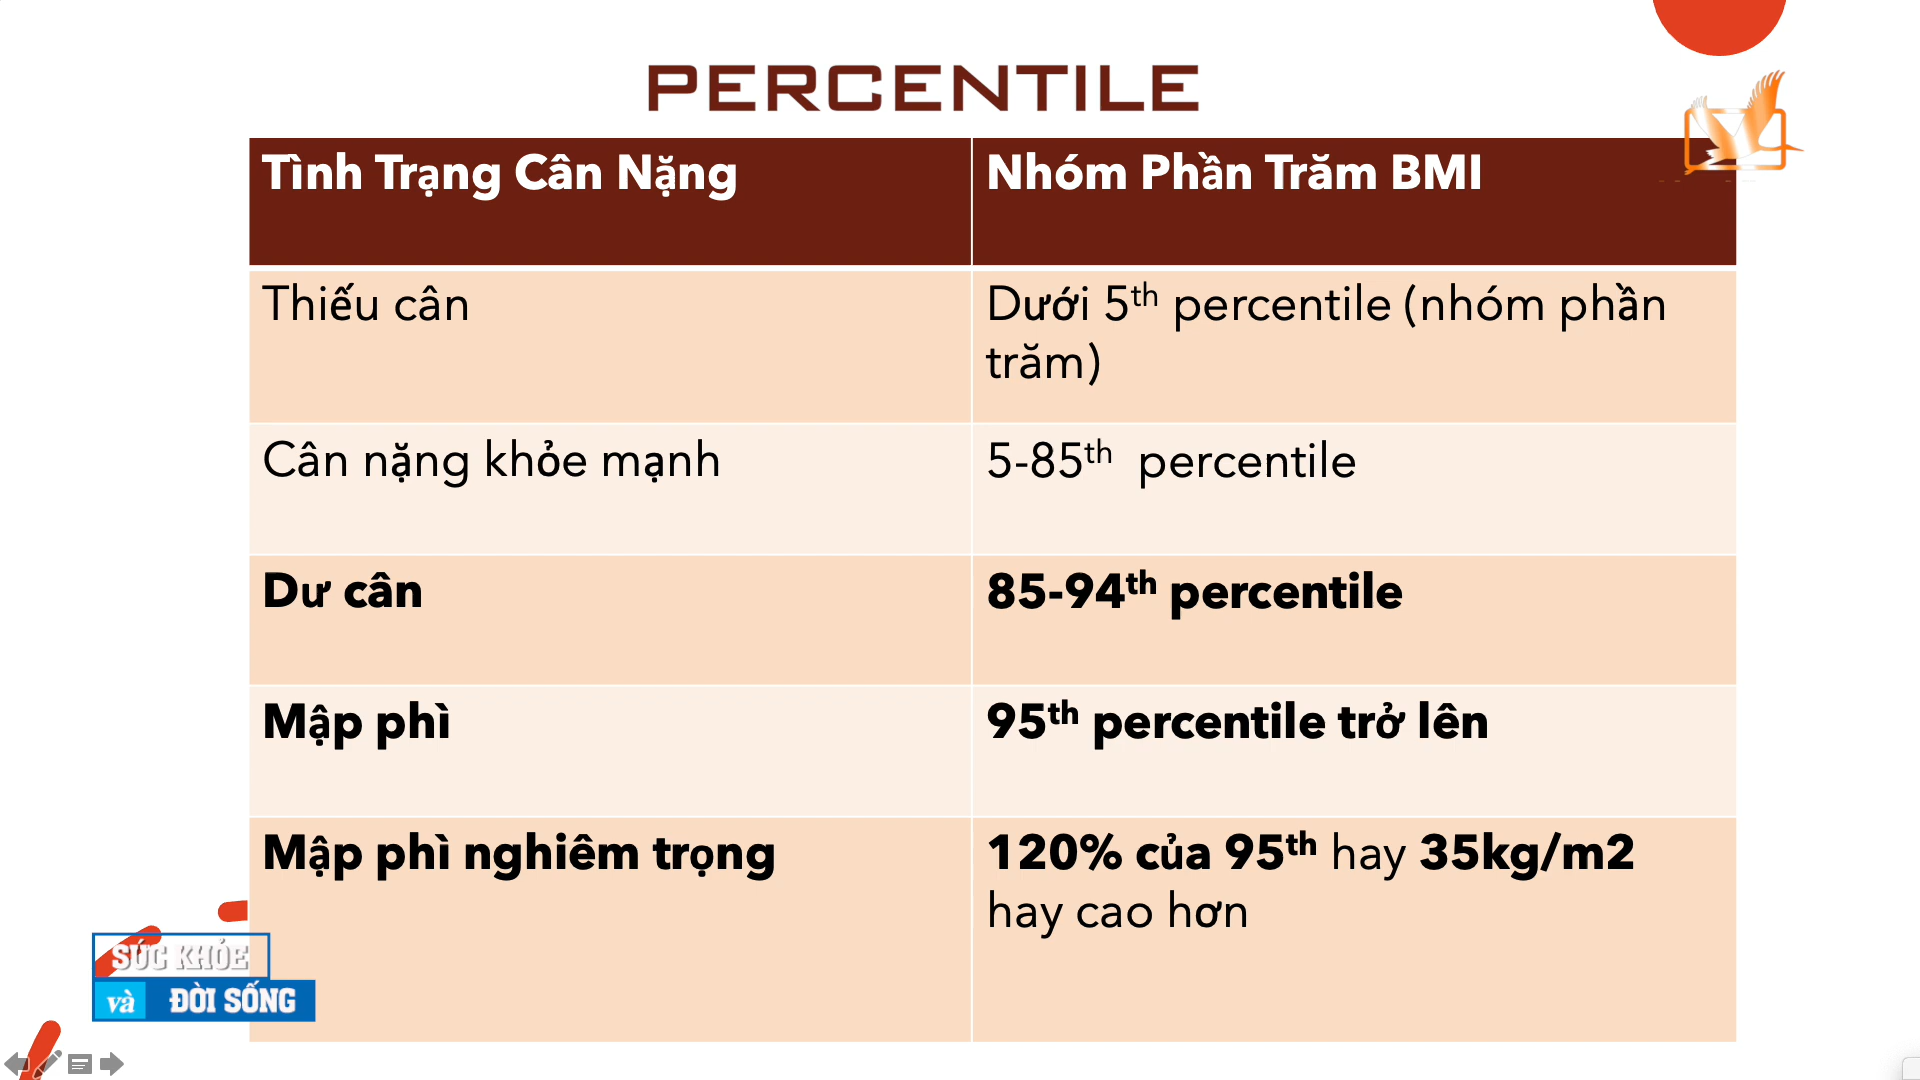 PERCENTILE
Tình Trạng Cân Nặng
Nhóm Phần Trăm BMI
Thiếu cân
Dưới 5th percentile (nhóm phần
trăm)
Cân nặng khỏe mạnh
5-85th percentile
Dư cân
85-94th percentile
Mập phì
95th percentile trở lên
Mập phì nghiêm trọng
120% của 95th hay 35kg/m2
hay cao hơn
SỨC KHỎE
và ĐỜI SỐNG